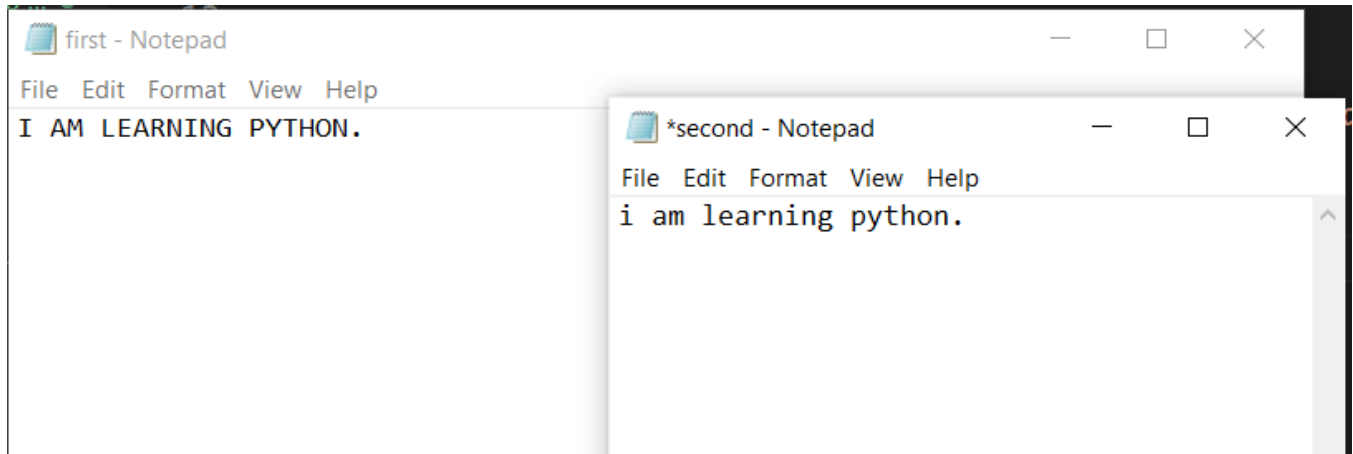 first - Notepad
File Edit Format View Help
I AM LEARNING PYTHON.
*second - Notepad
File Edit Format View Help
i am learning python.